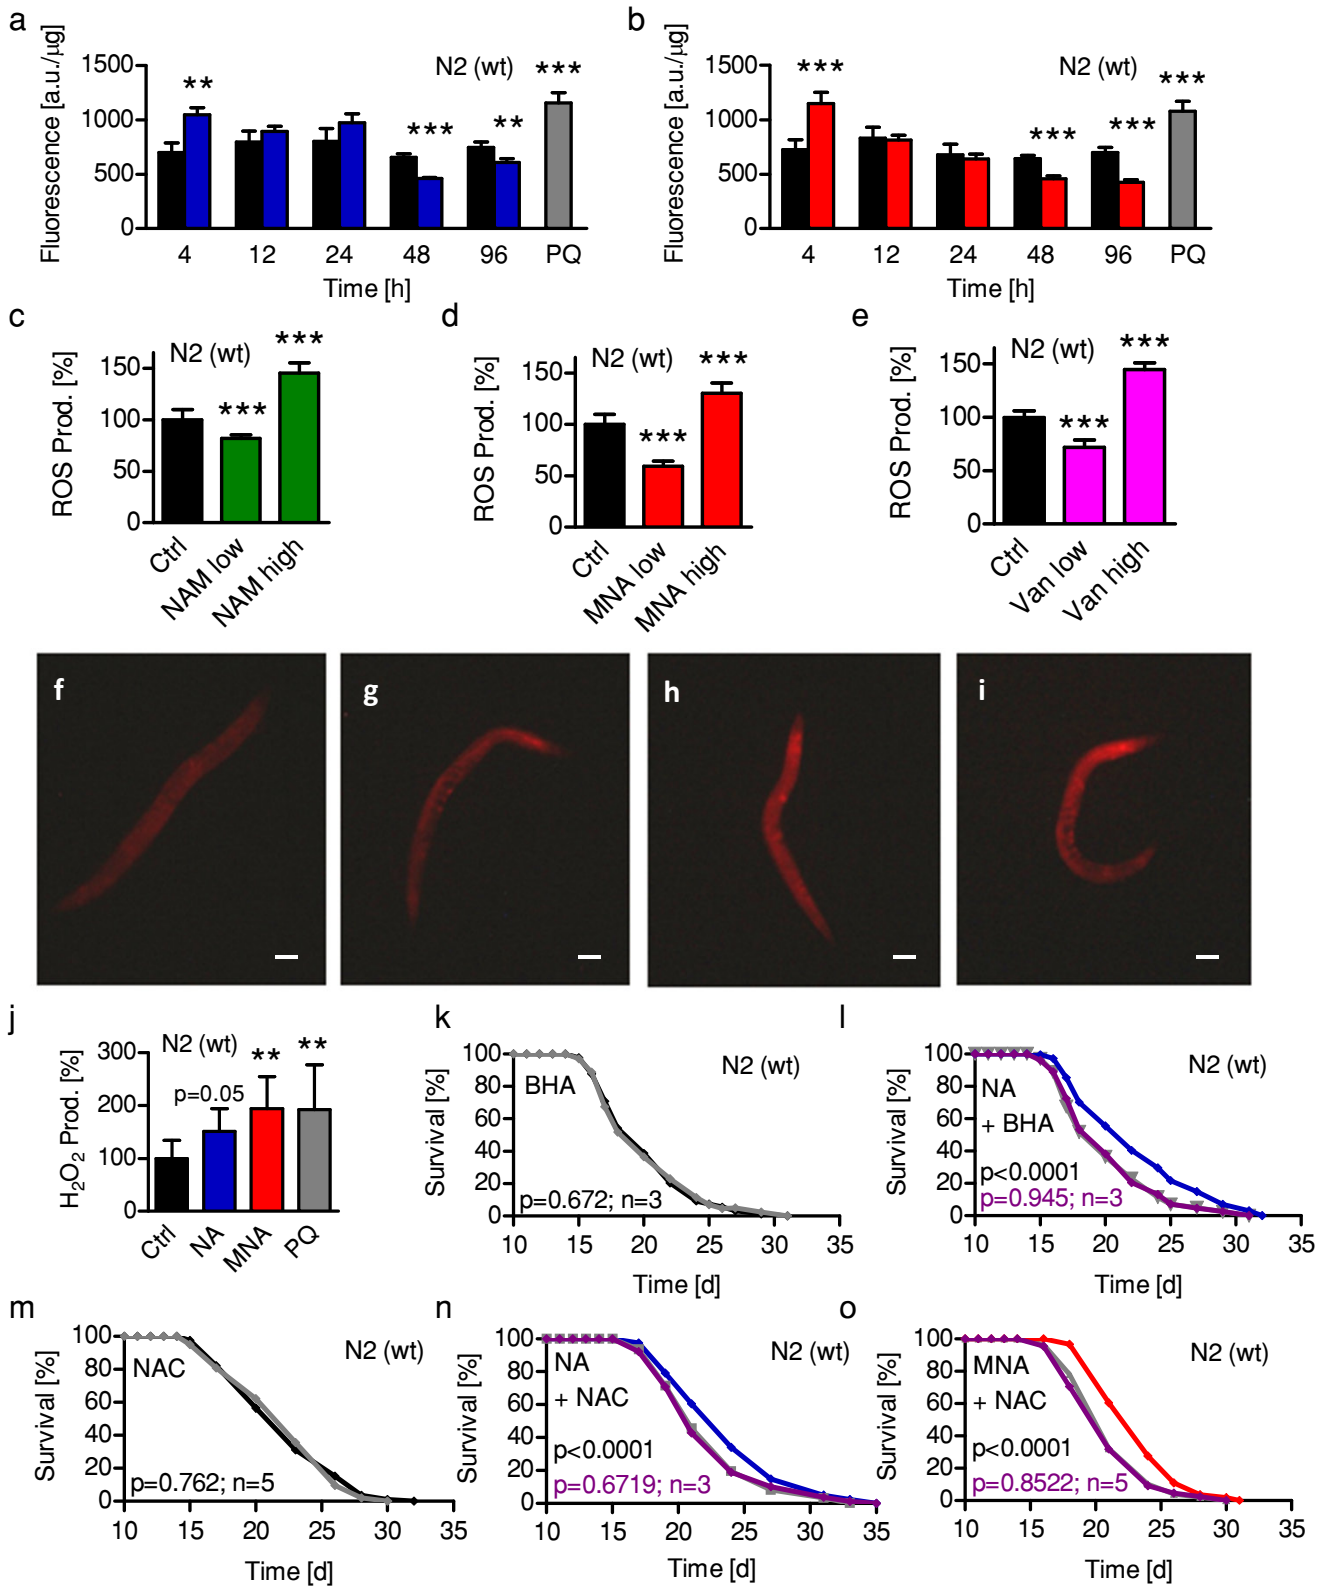 a
Fluorescence [a.u./µg]
1500
1000
500
0
N2 (wt)
**
***
**
***
4 12 24 48 96 PQ
Time [h]
b
Fluorescence [a.u./µg]
1500
1000
500
0
N2 (wt)
***
***
***
***
4 12 24 48 96 PQ
Time [h]
c
ROS Prod. [%]
150
100
50
0
N2 (wt)
***
***
Ctrl
NAM low
NAM high
d
ROS Prod. [%]
150
100
50
0
N2 (wt)
***
***
Ctrl
MNA low
MNA high
e
ROS Prod. [%]
150
100
50
0
N2 (wt)
***
***
Ctrl
Van low
Van high
f
g
h
i
j
H2O2 Prod. [%]
300
200
100
0
N2 (wt)
p=0.05
**
**
Ctrl
NA
MNA
PQ
k
Survival [%]
100
80
60
40
20
0
BHA
N2 (wt)
p=0.672; n=3
10 15 20 25 30 35
Time [d]
l
Survival [%]
100
80
60
40
20
0
NA
+ BHA
N2 (wt)
p<0.0001
p=0.945; n=3
10 15 20 25 30 35
Time [d]
m
Survival [%]
100
80
60
40
20
0
NAC
N2 (wt)
p=0.762; n=5
10 15 20 25 30 35
Time [d]
n
Survival [%]
100
80
60
40
20
0
NA
+ NAC
N2 (wt)
p<0.0001
p=0.6719; n=3
10 15 20 25 30 35
Time [d]
o
Survival [%]
100
80
60
40
20
0
MNA
+ NAC
N2 (wt)
p<0.0001
p=0.8522; n=5
10 15 20 25 30 35
Time [d]